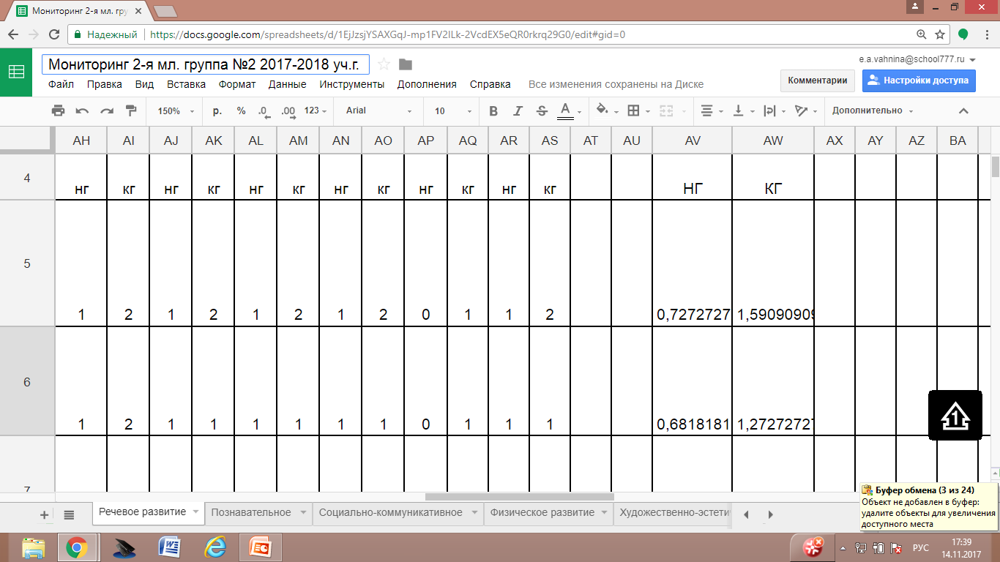 Мониторинг 2-я мл. гру
Надежный
https://docs.google.com/spreadsheets/d/1EjJzsjYSAXGqJ-mp1FV2ILk-2VcdEX5eQR0rkrq29G0/edit#gid=0
Мониторинг 2-я мл. группа №2 2017-2018 уч.г.
e.a.vahnina@school777.ru
Файл Правка Вид Вставка Формат Данные Инструменты Дополнения Справка Все изменения сохранены на Диске
Комментарии
Настройки доступа
150% р. % .0 .00 123 Arial 10 B I S A Дополнительно
AH AI AJ AK AL AM AN AO AP AQ AR AS AT AU AV AW AX AY AZ BA
4 нг кг нг кг нг кг нг кг нг кг нг кг НГ КГ
5 1 2 1 2 1 2 1 2 0 1 1 2 0,7272727 1,59090909
6 1 2 1 1 1 1 1 1 0 1 1 1 0,6818181 1,27272727
7
1
Речевое развитие Познавательное Социально-коммуникативное Физическое развитие Художественно-эстети
Буфер обмена (3 из 24)
Объект не добавлен в буфер:
удалите объекты для увеличения
доступного места
РУС
17:39
14.11.2017